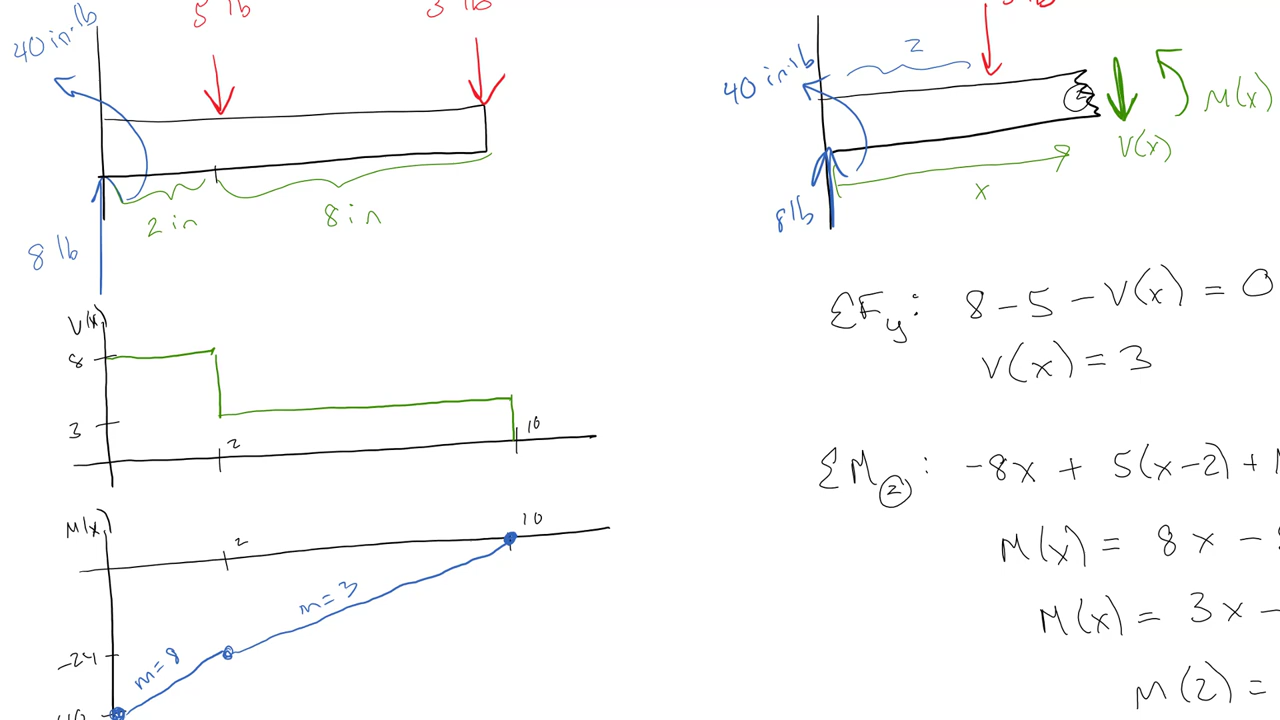 5 lb
3 lb
40 in·lb
2 in
8 in
8 lb
V(x)
8
3
2
10
M(x)
2
10
m=3
m=8
-24
2
40 in·lb
M(x)
V(x)
x
8 lb
ΣFy: 8 - 5 - V(x) = 0
V(x) = 3
ΣM②: -8x + 5(x-2) +
M(x) = 8x -
M(x) = 3x -
M(2) =